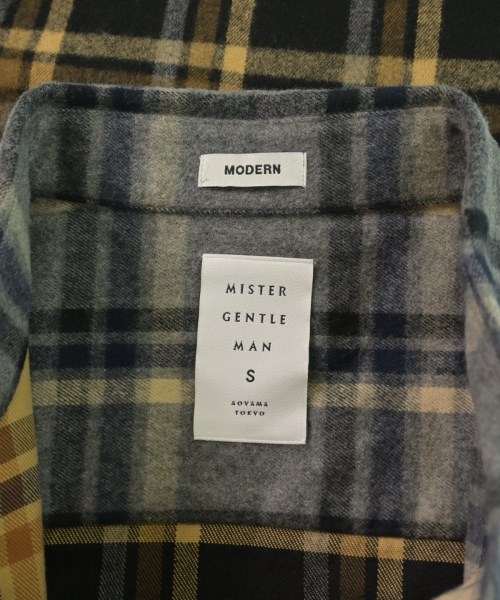 MODERN
MISTER
GENTLE
MAN
S
AOYAMA
TOKYO